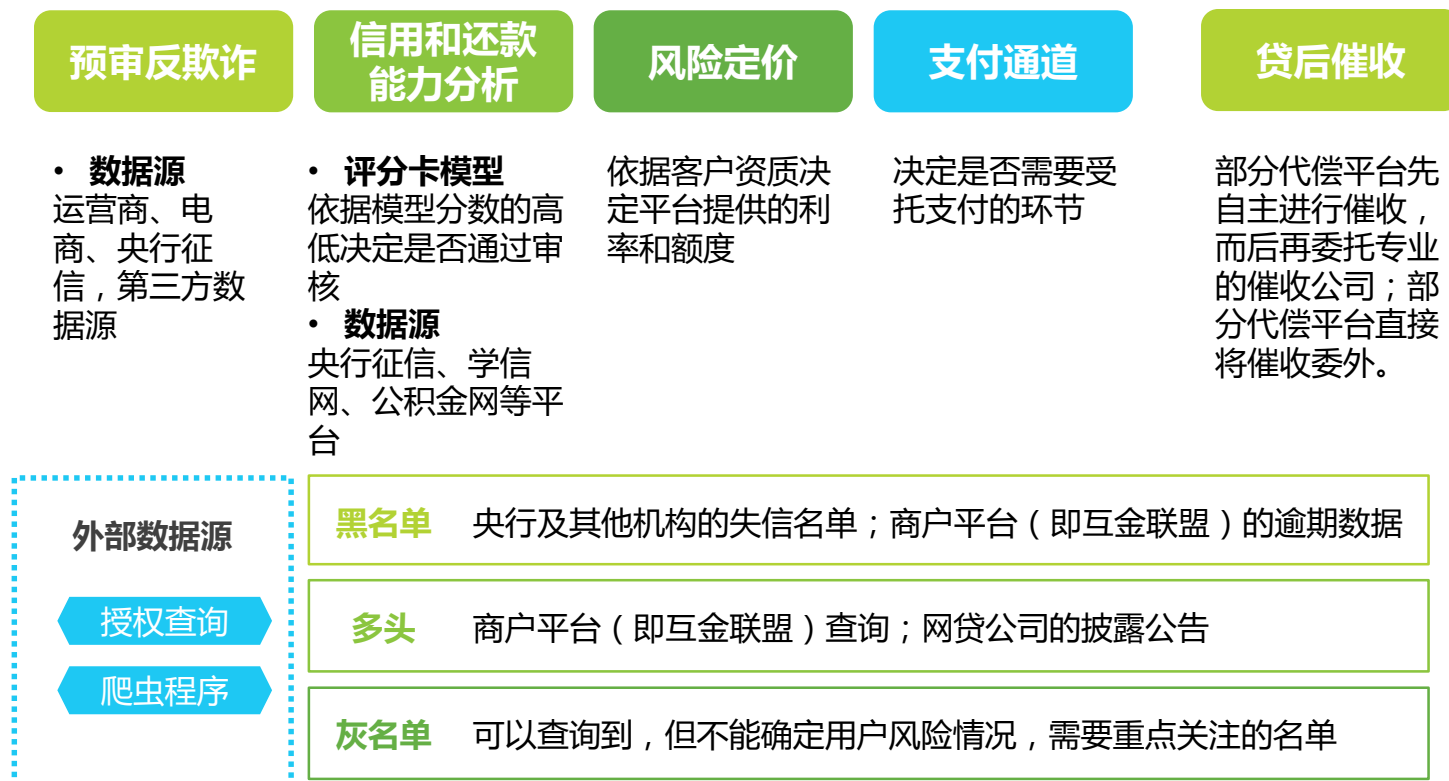 预审反欺诈
信用和还款
能力分析
风险定价
支付通道
贷后催收
• 数据源
运营商、电
商、央行征
信，第三方数
据源
• 评分卡模型
依据模型分数的高
低决定是否通过审
核
• 数据源
央行征信、学信
网、公积金网等平
台
依据客户资质决
定平台提供的利
率和额度
决定是否需要受
托支付的环节
部分代偿平台先
自主进行催收，
而后再委托专业
的催收公司；部
分代偿平台直接
将催收委外。
外部数据源
授权查询
爬虫程序
黑名单 央行及其他机构的失信名单；商户平台（即互金联盟）的逾期数据
多头 商户平台（即互金联盟）查询；网贷公司的披露公告
灰名单 可以查询到，但不能确定用户风险情况，需要重点关注的名单